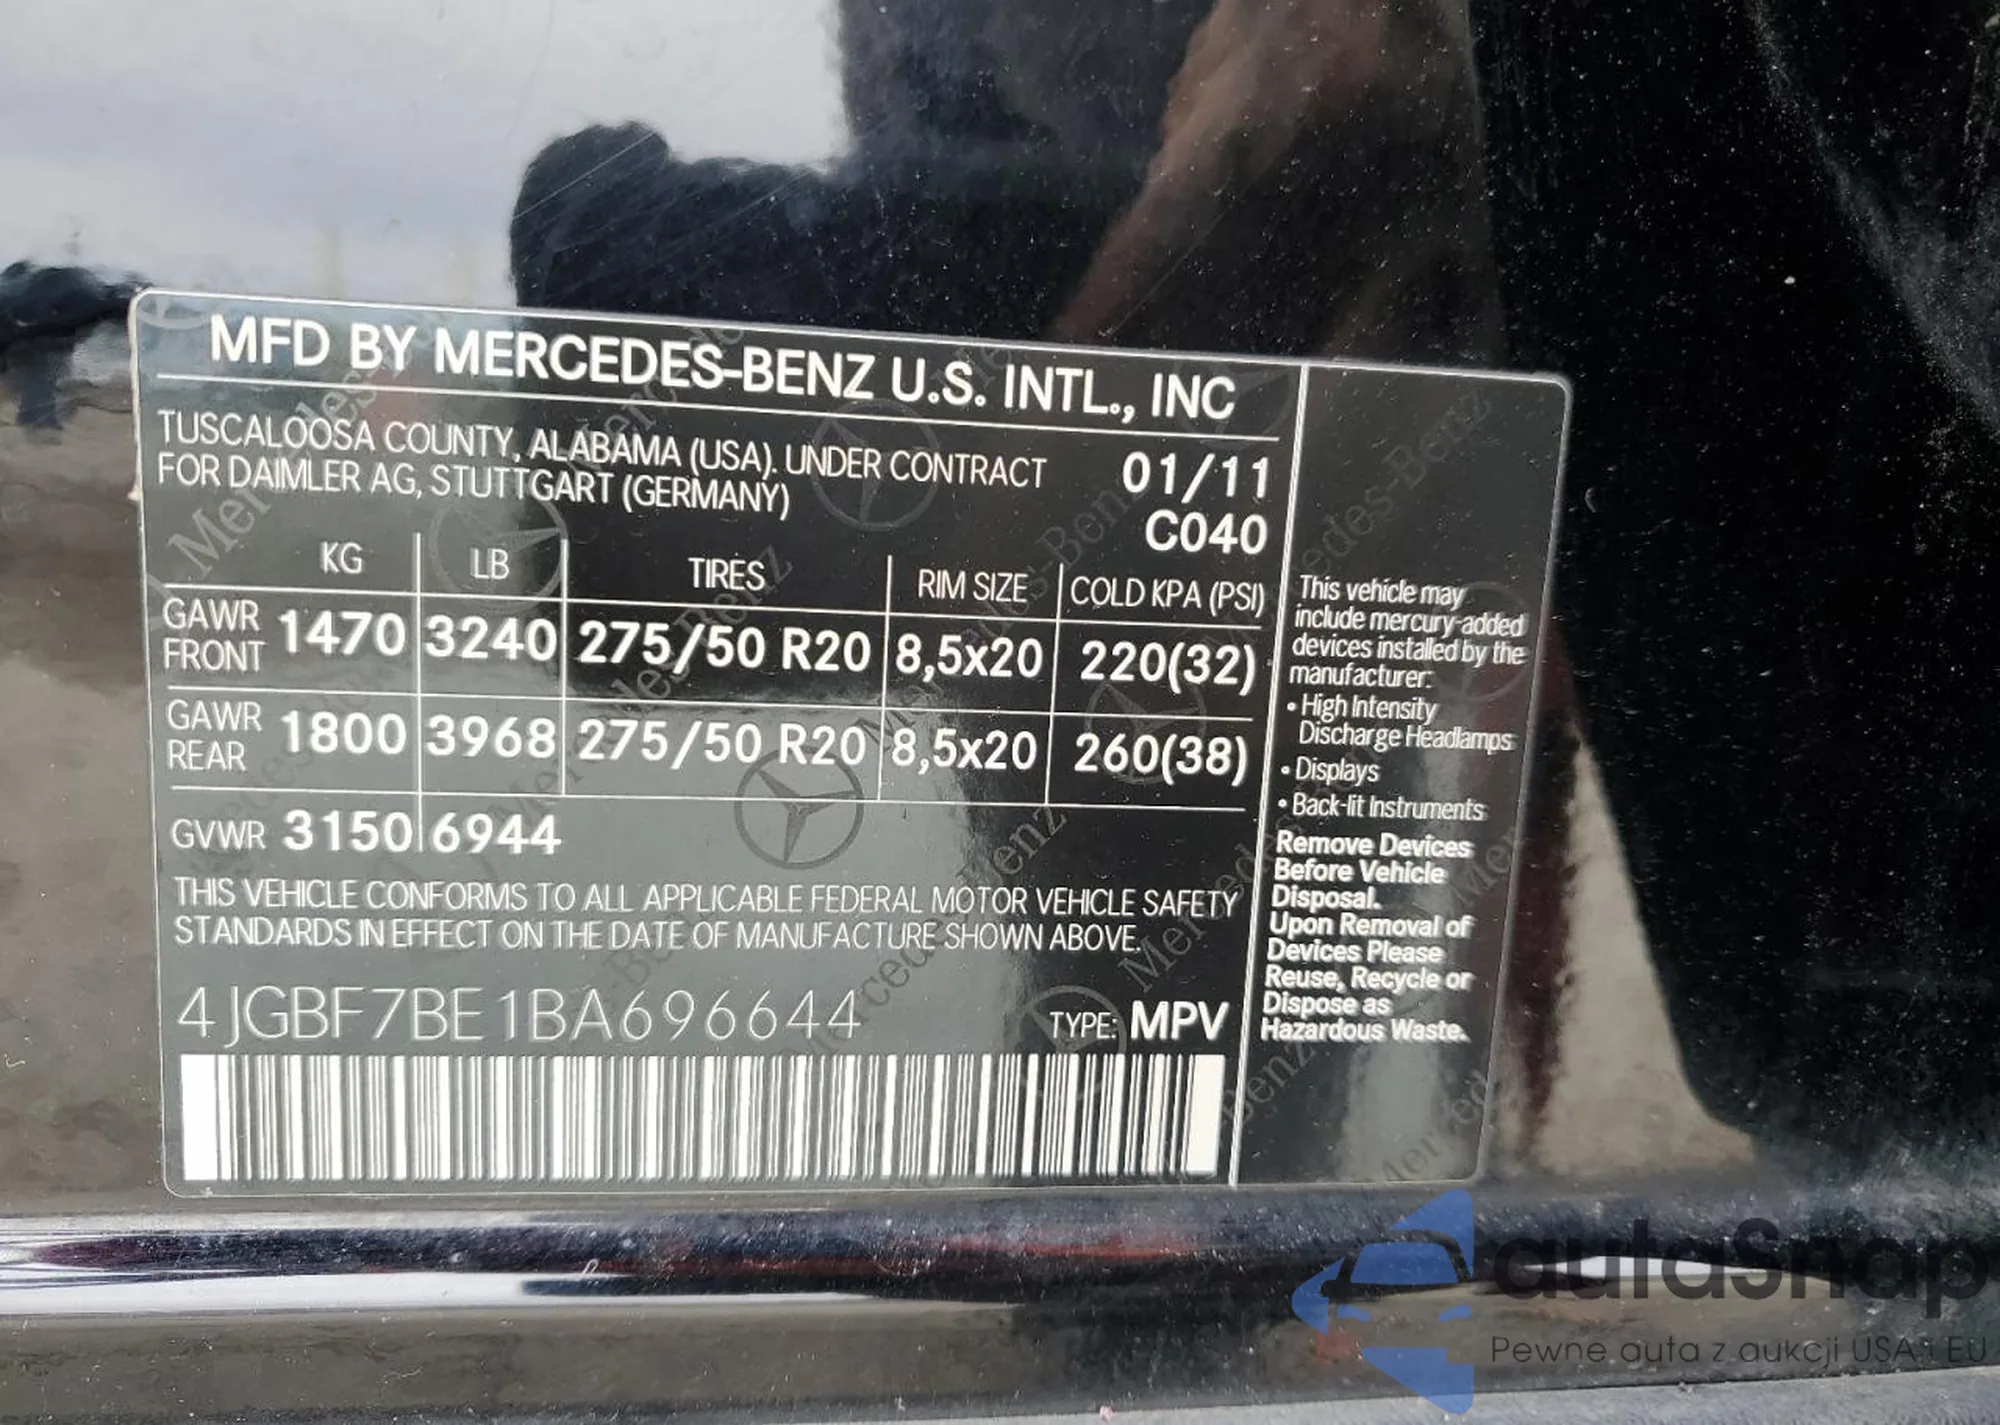 MFD BY MERCEDES-BENZ U.S. INTL., INC
TUSCALOOSA COUNTY, ALABAMA (USA). UNDER CONTRACT
FOR DAIMLER AG, STUTTGART (GERMANY)
01/11
C040
KG LB TIRES RIM SIZE COLD KPA (PSI)
GAWR FRONT 1470 3240 275/50 R20 8,5x20 220(32)
GAWR REAR 1800 3968 275/50 R20 8,5x20 260(38)
GVWR 3150 6944
THIS VEHICLE CONFORMS TO ALL APPLICABLE FEDERAL MOTOR VEHICLE SAFETY
STANDARDS IN EFFECT ON THE DATE OF MANUFACTURE SHOWN ABOVE.
4JGBF7BE1BA696644 TYPE: MPV
This vehicle may
include mercury-added
devices installed by the
manufacturer:
• High Intensity
Discharge Headlamps
• Displays
• Back-lit Instruments
Remove Devices
Before Vehicle
Disposal.
Upon Removal of
Devices Please
Reuse, Recycle or
Dispose as
Hazardous Waste.
autaSnap
Pewne auta z aukcji USA i EU